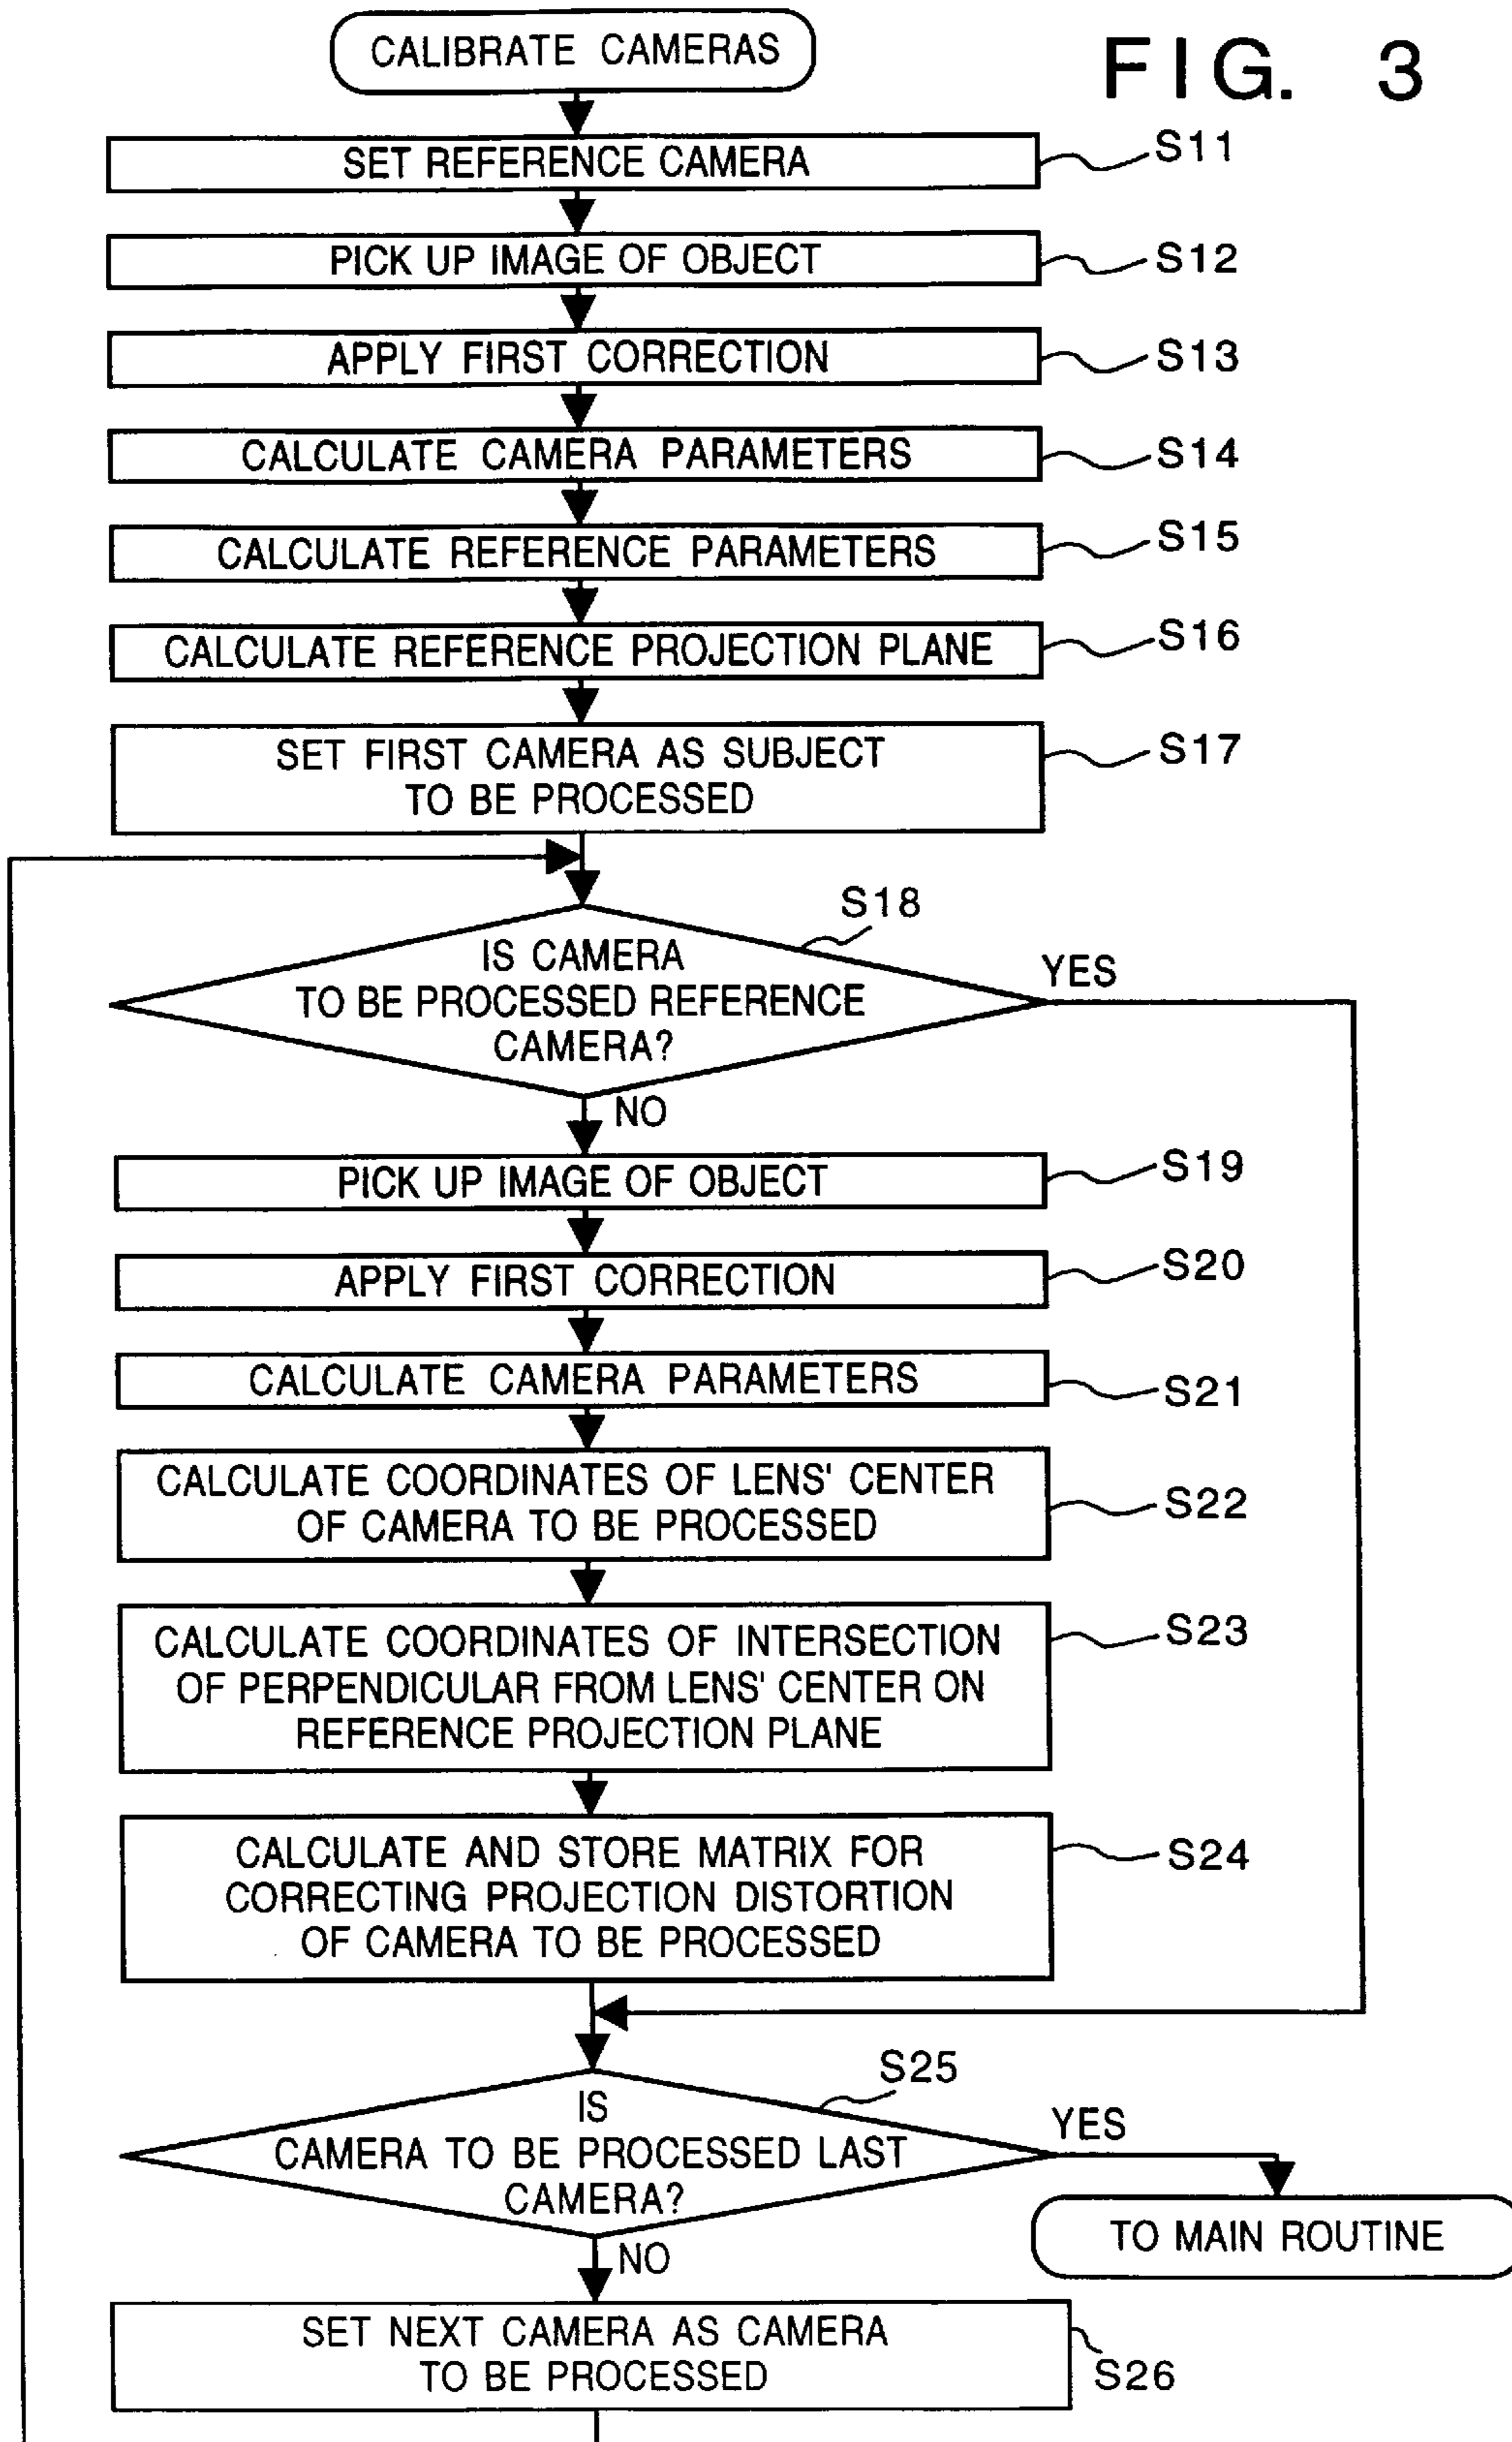 CALIBRATE CAMERAS
FIG. 3
SET REFERENCE CAMERA
S11
PICK UP IMAGE OF OBJECT
S12
APPLY FIRST CORRECTION
S13
CALCULATE CAMERA PARAMETERS
S14
CALCULATE REFERENCE PARAMETERS
S15
CALCULATE REFERENCE PROJECTION PLANE
S16
SET FIRST CAMERA AS SUBJECT
TO BE PROCESSED
S17
S18
IS CAMERA
TO BE PROCESSED REFERENCE
CAMERA?
YES
NO
PICK UP IMAGE OF OBJECT
S19
APPLY FIRST CORRECTION
S20
CALCULATE CAMERA PARAMETERS
S21
CALCULATE COORDINATES OF LENS' CENTER
OF CAMERA TO BE PROCESSED
S22
CALCULATE COORDINATES OF INTERSECTION
OF PERPENDICULAR FROM LENS' CENTER ON
REFERENCE PROJECTION PLANE
S23
CALCULATE AND STORE MATRIX FOR
CORRECTING PROJECTION DISTORTION
OF CAMERA TO BE PROCESSED
S24
S25
IS
CAMERA TO BE PROCESSED LAST
CAMERA?
YES
TO MAIN ROUTINE
NO
SET NEXT CAMERA AS CAMERA
TO BE PROCESSED
S26